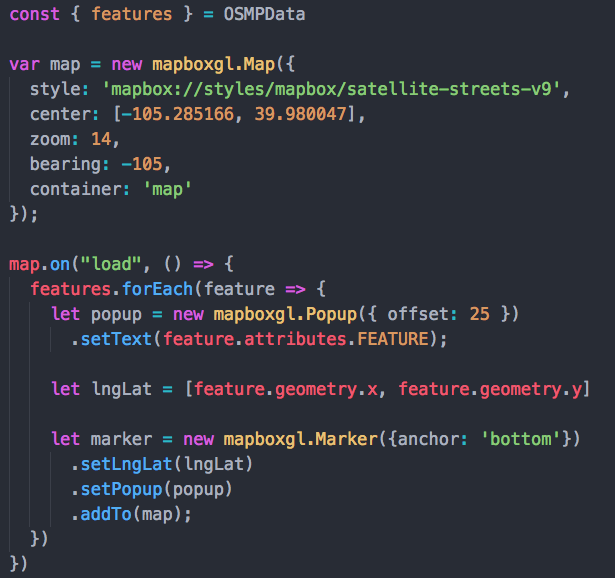 const { features } = OSMPData
var map = new mapboxgl.Map({
style: 'mapbox://styles/mapbox/satellite-streets-v9',
center: [-105.285166, 39.980047],
zoom: 14,
bearing: -105,
container: 'map'
});
map.on("load", () => {
features.forEach(feature => {
let popup = new mapboxgl.Popup({ offset: 25 })
.setText(feature.attributes.FEATURE);
let lngLat = [feature.geometry.x, feature.geometry.y]
let marker = new mapboxgl.Marker({anchor: 'bottom'})
.setLngLat(lngLat)
.setPopup(popup)
.addTo(map);
})
})